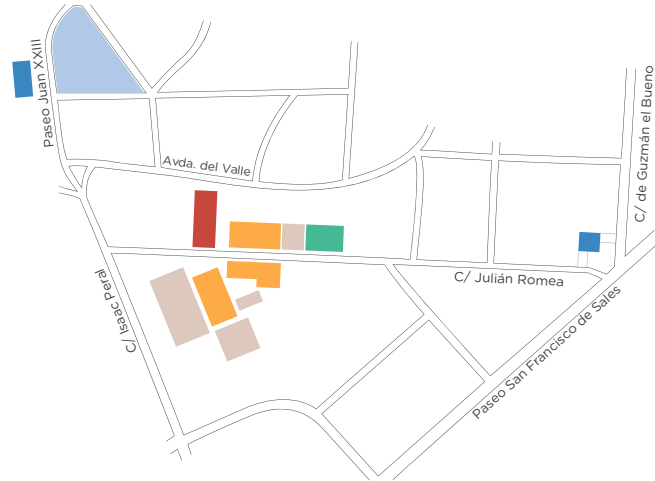 Paseo Juan XXIII
Avda. del Valle
C/ de Guzmán el Bueno
C/ Isaac Peral
C/ Julián Romea
Paseo San Francisco de Sales